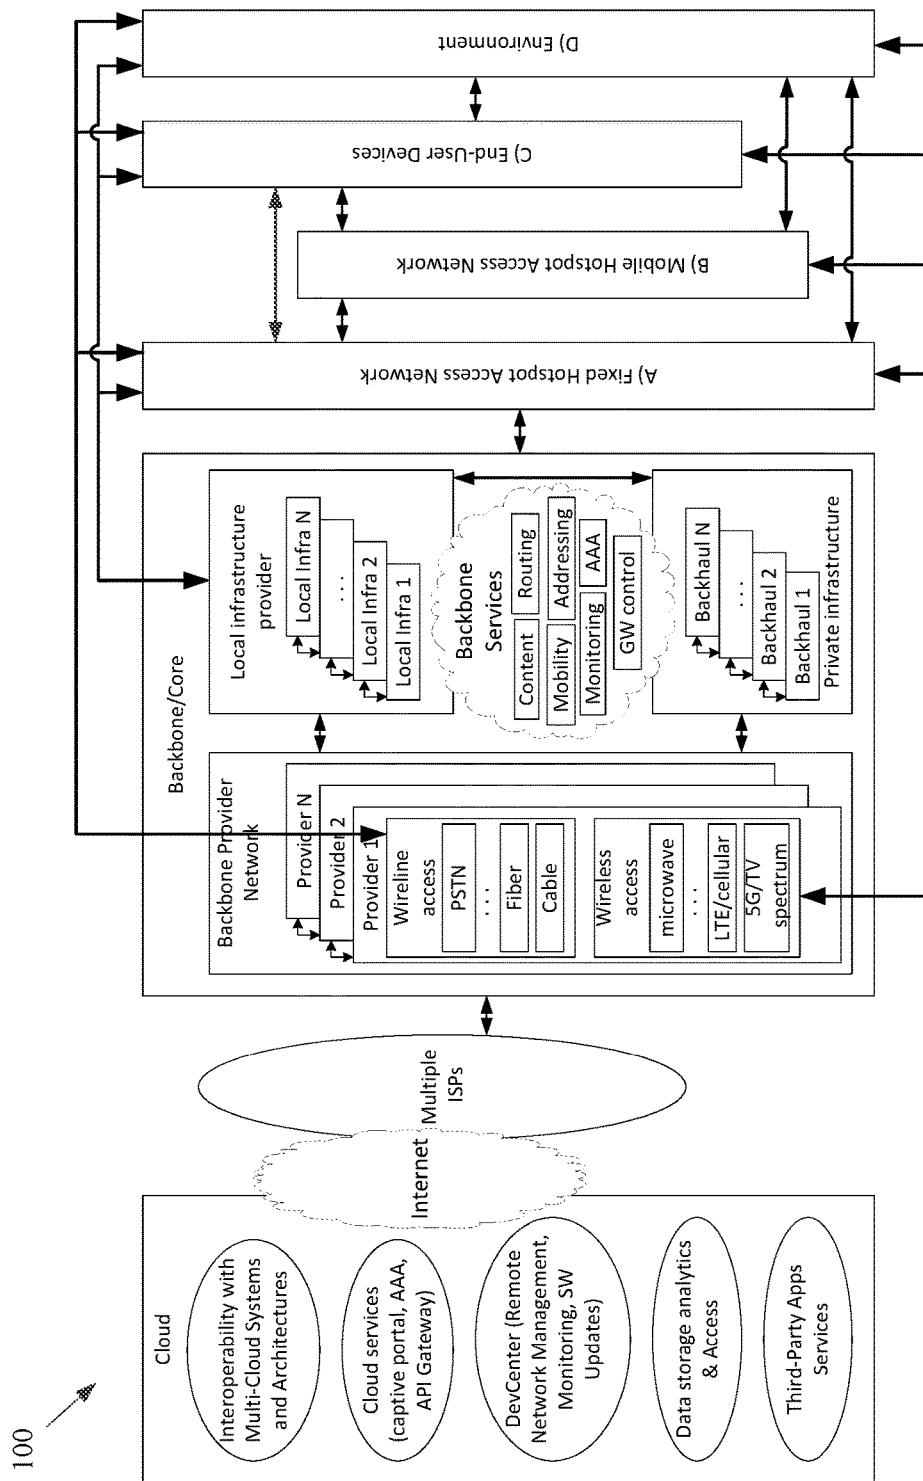 100
Cloud
Interoperability with
Multi-Cloud Systems
and Architectures
Cloud services
(captive portal, AAA,
API Gateway)
DevCenter (Remote
Network Management,
Monitoring, SW
Updates)
Data storage analytics
& Access
Third-Party Apps
Services
Internet
Multiple
ISPs
Backbone/Core
Backbone Provider
Network
Provider N
Provider 2
Provider 1
Wireline
access
PSTN
. . .
Fiber
Cable
Wireless
access
microwave
. . .
LTE/cellular
5G/TV
spectrum
Local infrastructure
provider
Local Infra N
. . .
Local Infra 2
Local Infra 1
Backbone
Services
Content
Routing
Mobility
Addressing
Monitoring
AAA
GW control
Backhaul N
. . .
Backhaul 2
Backhaul 1
Private infrastructure
A) Fixed Hotspot Access Network
B) Mobile Hotspot Access Network
C) End-User Devices
D) Environment